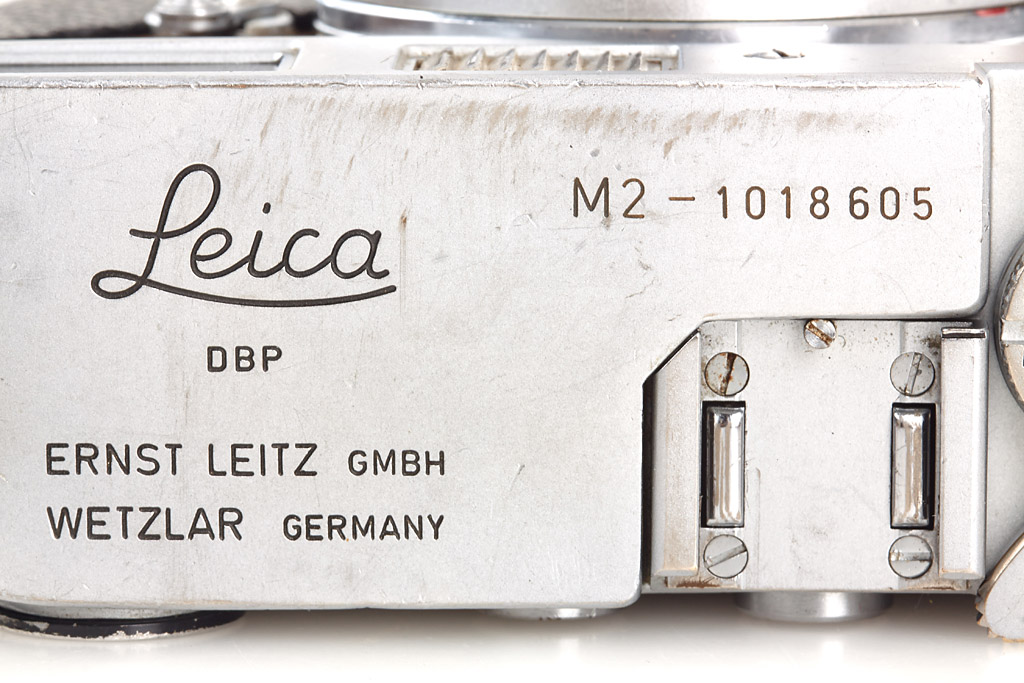 Leica
DBP
ERNST LEITZ GMBH
WETZLAR GERMANY
M2-1018605